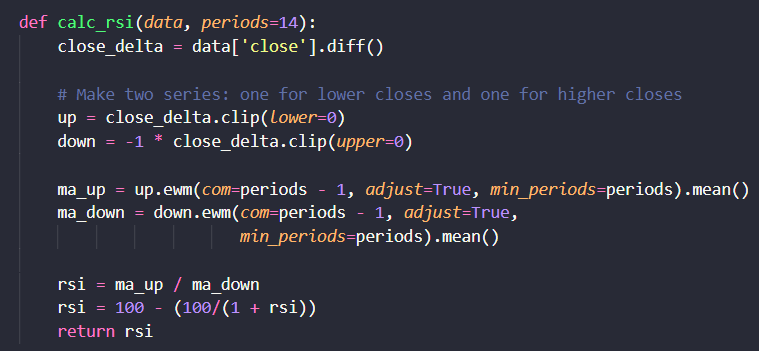 def calc_rsi(data, periods=14):
    close_delta = data['close'].diff()

    # Make two series: one for lower closes and one for higher closes
    up = close_delta.clip(lower=0)
    down = -1 * close_delta.clip(upper=0)

    ma_up = up.ewm(com=periods - 1, adjust=True, min_periods=periods).mean()
    ma_down = down.ewm(com=periods - 1, adjust=True,
                       min_periods=periods).mean()

    rsi = ma_up / ma_down
    rsi = 100 - (100/(1 + rsi))
    return rsi